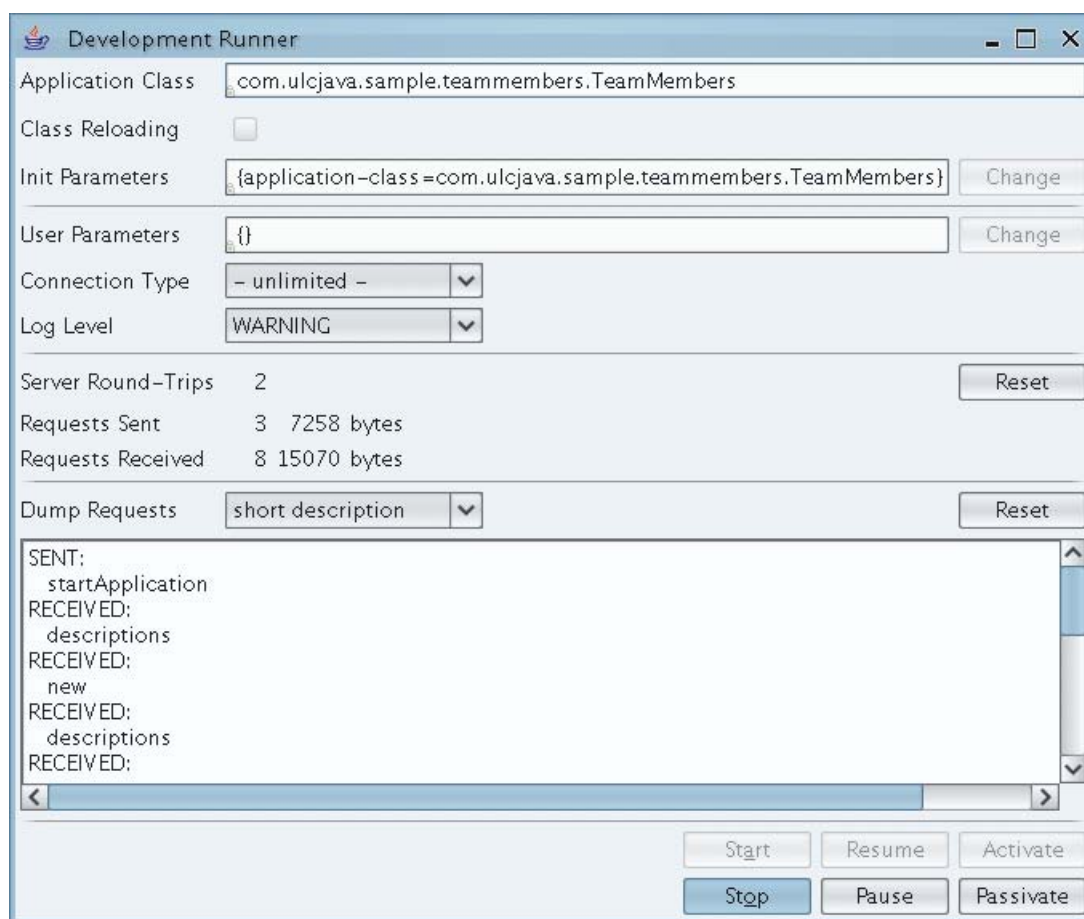 Development Runner
Application Class com.ulcjava.sample.teammembers.TeamMembers
Class Reloading
Init Parameters {application-class=com.ulcjava.sample.teammembers.TeamMembers} Change
User Parameters {} Change
Connection Type - unlimited -
Log Level WARNING
Server Round-Trips 2 Reset
Requests Sent 3 7258 bytes
Requests Received 8 15070 bytes
Dump Requests short description Reset
SENT:
startApplication
RECEIVED:
descriptions
RECEIVED:
new
RECEIVED:
descriptions
RECEIVED:
Start Resume Activate
Stop Pause Passivate